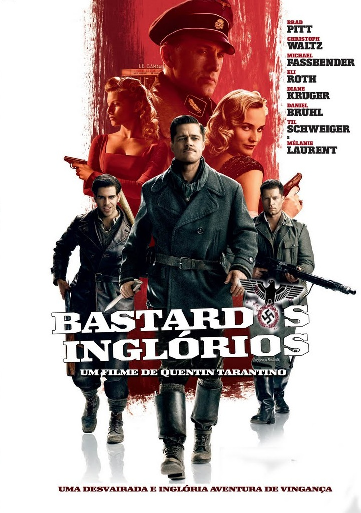 BRAD
PITT
CHRISTOPH
WALTZ
MICHAEL
FASSBENDER
ELI
ROTH
DIANE
KRUGER
DANIEL
BRUHL
TIL
SCHWEIGER
E
MÉLANIE
LAURENT
BASTARDOS
INGLÓRIOS
UM FILME DE QUENTIN TARANTINO
UMA DESVAIRADA E INGLÓRIA AVENTURA DE VINGANÇA